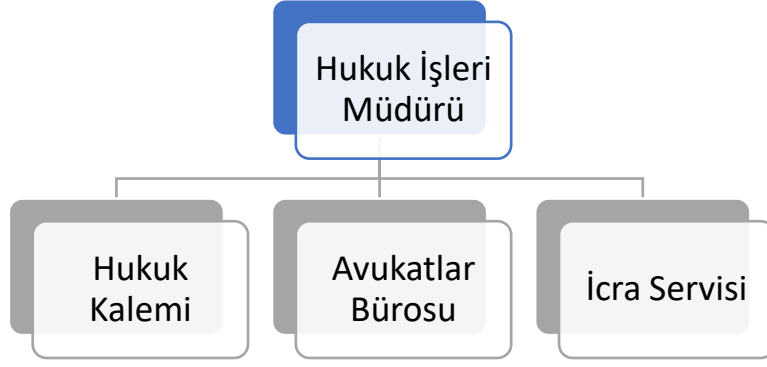 Hukuk İşleri
Müdürü
Hukuk
Kalemi
Avukatlar
Bürosu
İcra Servisi